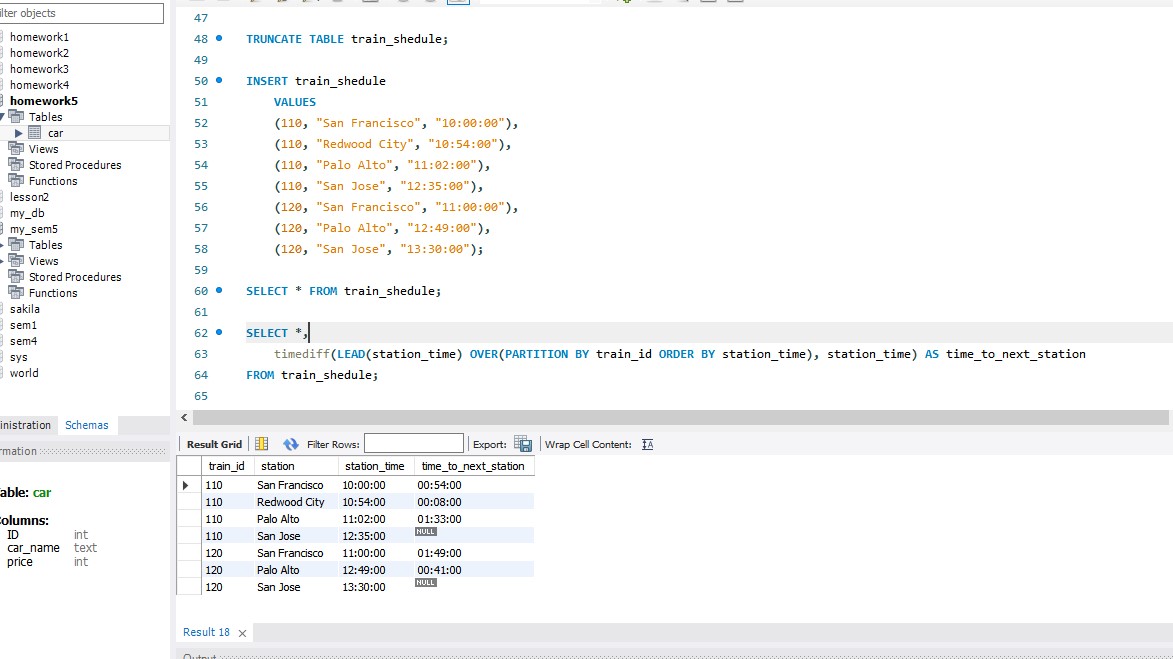 ilter objects
homework1
homework2
homework3
homework4
homework5
Tables
car
Views
Stored Procedures
Functions
lesson2
my_db
my_sem5
Tables
Views
Stored Procedures
Functions
sakila
sem1
sem4
sys
world
ninistration Schemas
rmation
able: car
olumns:
ID int
car_name text
price int
47
48 TRUNCATE TABLE train_shedule;
49
50 INSERT train_shedule
51 VALUES
52 (110, "San Francisco", "10:00:00"),
53 (110, "Redwood City", "10:54:00"),
54 (110, "Palo Alto", "11:02:00"),
55 (110, "San Jose", "12:35:00"),
56 (120, "San Francisco", "11:00:00"),
57 (120, "Palo Alto", "12:49:00"),
58 (120, "San Jose", "13:30:00");
59
60 SELECT * FROM train_shedule;
61
62 SELECT *,
63 timediff(LEAD(station_time) OVER(PARTITION BY train_id ORDER BY station_time), station_time) AS time_to_next_station
64 FROM train_shedule;
65
Result Grid Filter Rows: Export: Wrap Cell Content: IA
train_id station station_time time_to_next_station
110 San Francisco 10:00:00 00:54:00
110 Redwood City 10:54:00 00:08:00
110 Palo Alto 11:02:00 01:33:00
110 San Jose 12:35:00 NULL
120 San Francisco 11:00:00 01:49:00
120 Palo Alto 12:49:00 00:41:00
120 San Jose 13:30:00 NULL
Result 18
Output